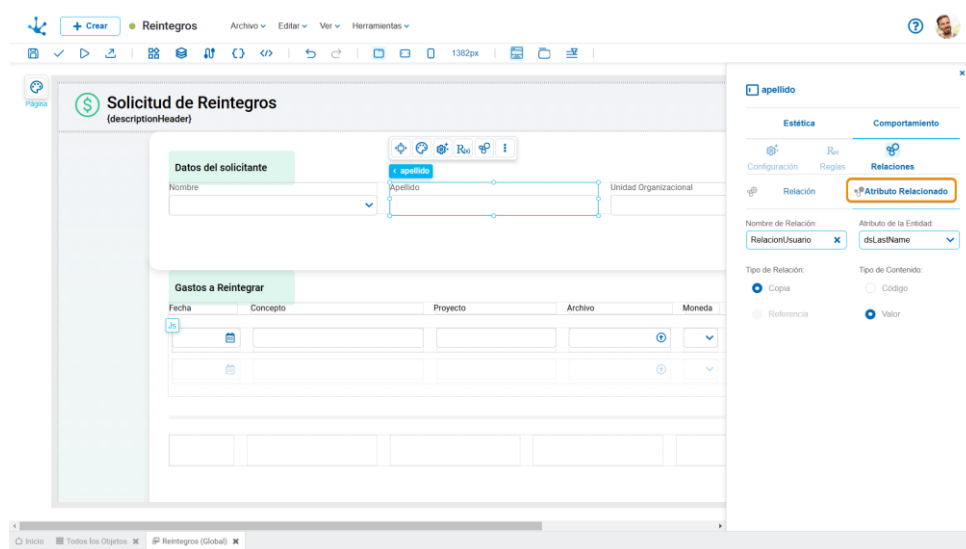 + Crear
Reintegros
Archivo Editar Ver Herramientas
?
1382px
Página
Solicitud de Reintegros
{descriptionHeader}
Datos del solicitante
R(x)
apellido
Nombre Apellido Unidad Organizacional
Gastos a Reintegrar
Fecha Concepto Proyecto Archivo Moneda
Js
apellido
Estética Comportamiento
Configuración Reglas Relaciones
Relación Atributo Relacionado
Nombre de Relación: Atributo de la Entidad:
RelacionUsuario dsLastName
Tipo de Relación: Tipo de Contenido:
Copia Código
Referencia Valor
Inicio Todos los Objetos Reintegros (Global)